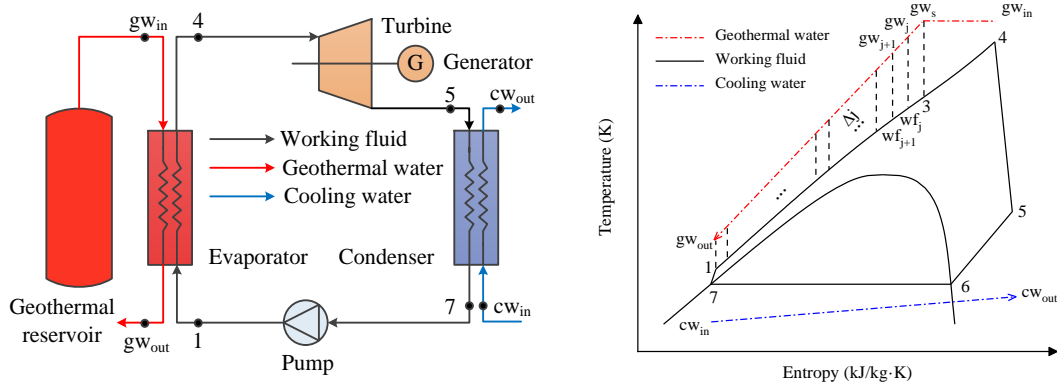 gw_in
4
Turbine
G
Generator
5
cw_out
Working fluid
Geothermal water
Cooling water
Evaporator
Condenser
Geothermal
reservoir
gw_out
1
Pump
7
cw_in
Temperature (K)
Geothermal water
Working fluid
Cooling water
gw_s
gw_in
gw_j
gw_j+1
4
3
wf_j
wf_j+1
Δj
...
...
gw_out
1
5
7
6
cw_in
cw_out
Entropy (kJ/kg·K)